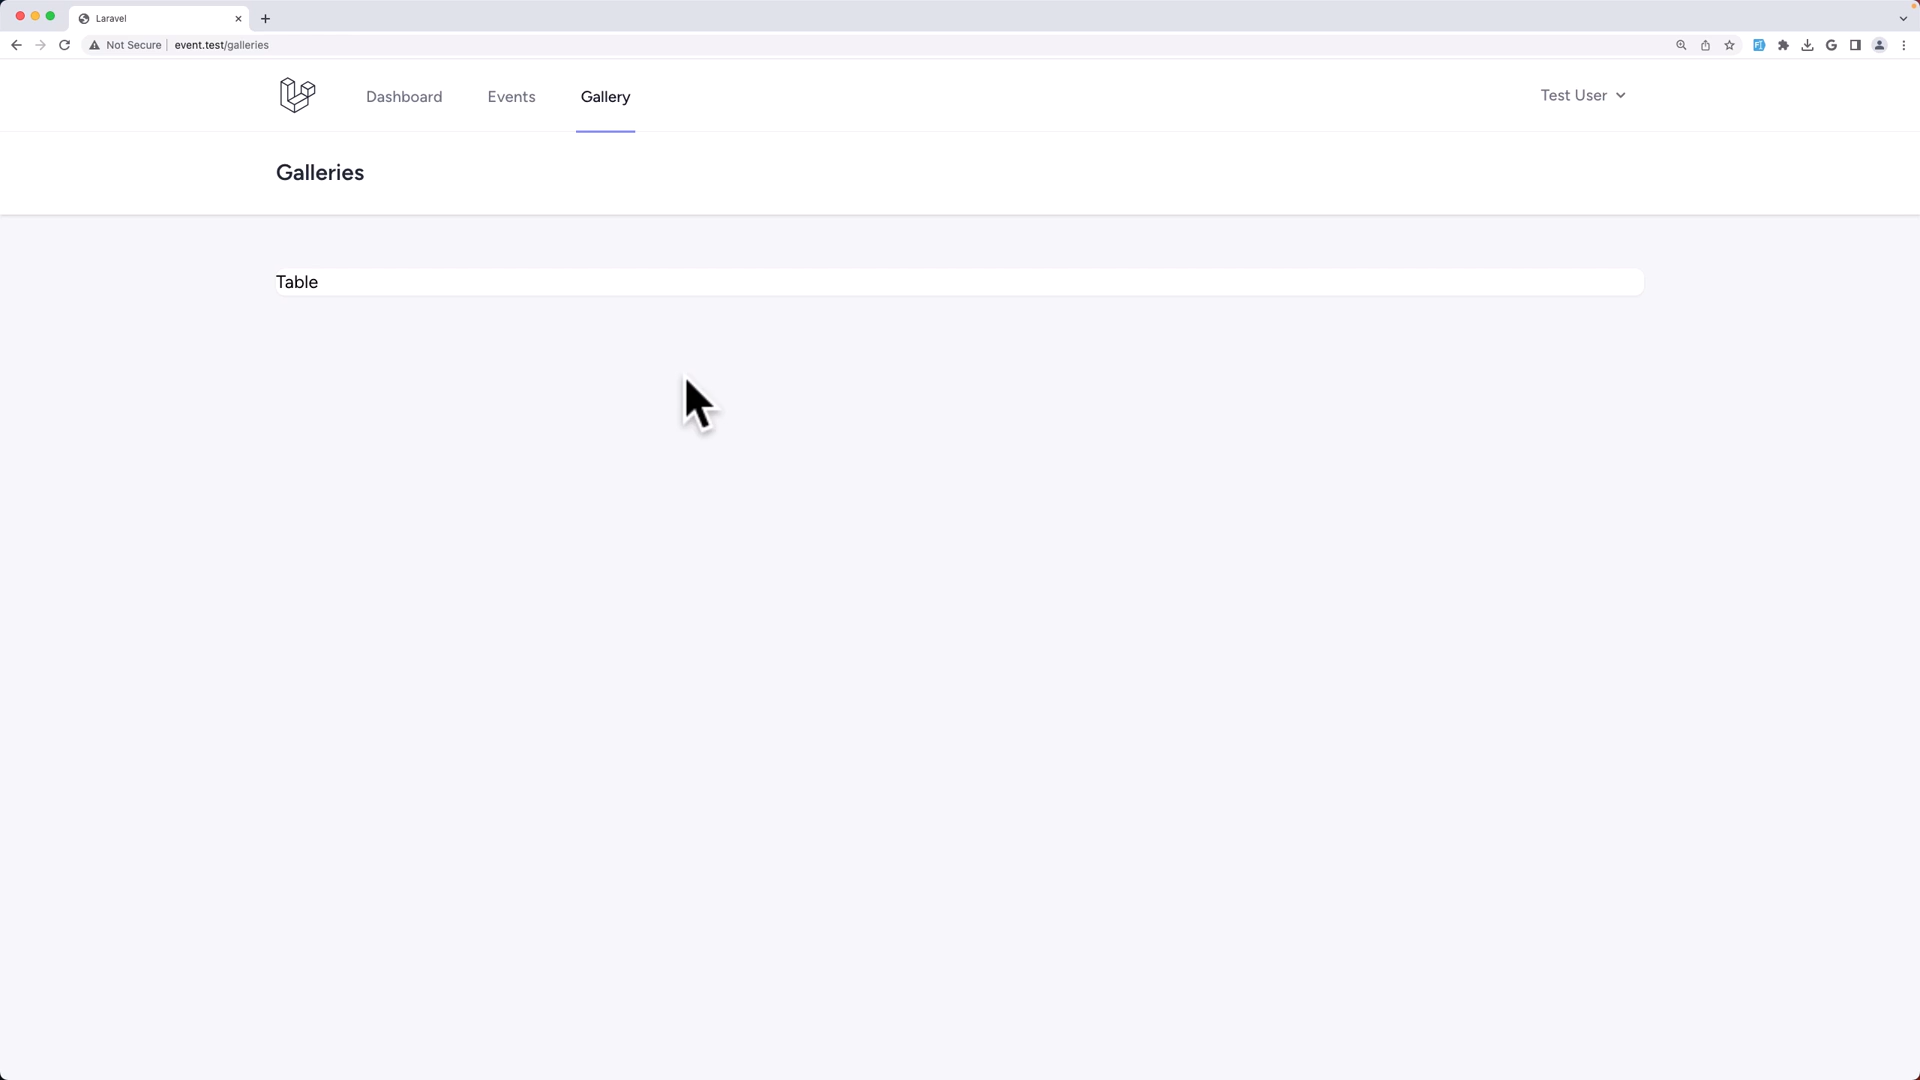 Laravel
Not Secure event.test/galleries
Dashboard Events Gallery Test User
Galleries
Table